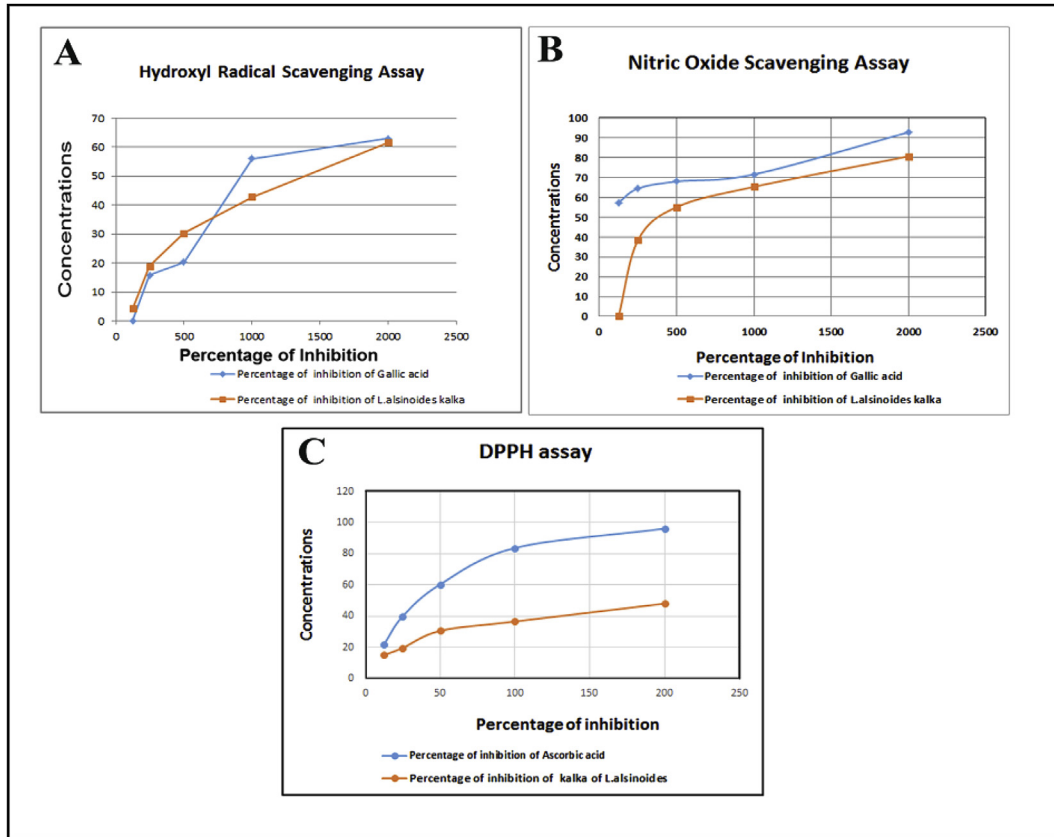 A
Hydroxyl Radical Scavenging Assay
70
60
50
40
30
20
10
0
Concentrations
0 500 1000 1500 2000 2500
Percentage of Inhibition
Percentage of inhibition of Gallic acid
Percentage of inhibition of L.alsinoides kalka
B
Nitric Oxide Scavenging Assay
100
90
80
70
60
50
40
30
20
10
0
Concentrations
0 500 1000 1500 2000 2500
Percentage of Inhibition
Percentage of inhibition of Gallic acid
Percentage of inhibition of L.alsinoides kalka
C
DPPH assay
120
100
80
60
40
20
0
Concentrations
0 50 100 150 200 250
Percentage of inhibition
Percentage of inhibition of Ascorbic acid
Percentage of inhibition of kalka of L.alsinoides